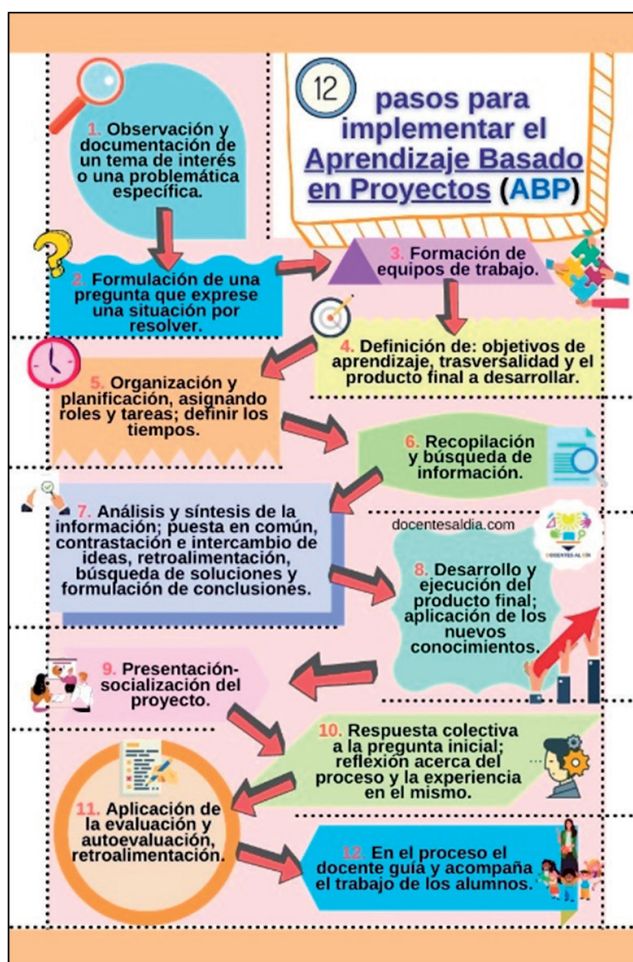 12
pasos para
implementar el
Aprendizaje Basado
en Proyectos (ABP)
1. Observación y
documentación de
un tema de interés
o una problemática
específica.
2. Formulación de una
pregunta que exprese
una situación por
resolver.
3. Formación de
equipos de trabajo.
4. Definición de: objetivos de
aprendizaje, trasversalidad y el
producto final a desarrollar.
5. Organización y
planificación, asignando
roles y tareas; definir los
tiempos.
6. Recopilación
y búsqueda de
información.
7. Análisis y síntesis de la
información; puesta en común,
contrastación e intercambio de
ideas, retroalimentación,
búsqueda de soluciones y
formulación de conclusiones.
docentesaldia.com
DOCENTES AL DÍA
8. Desarrollo y
ejecución del
producto final;
aplicación de los
nuevos
conocimientos.
9. Presentación-
socialización del
proyecto.
10. Respuesta colectiva
a la pregunta inicial;
reflexión acerca del
proceso y la experiencia
en el mismo.
11. Aplicación de
la evaluación y
autoevaluación,
retroalimentación.
12. En el proceso el
docente guía y acompaña
el trabajo de los alumnos.